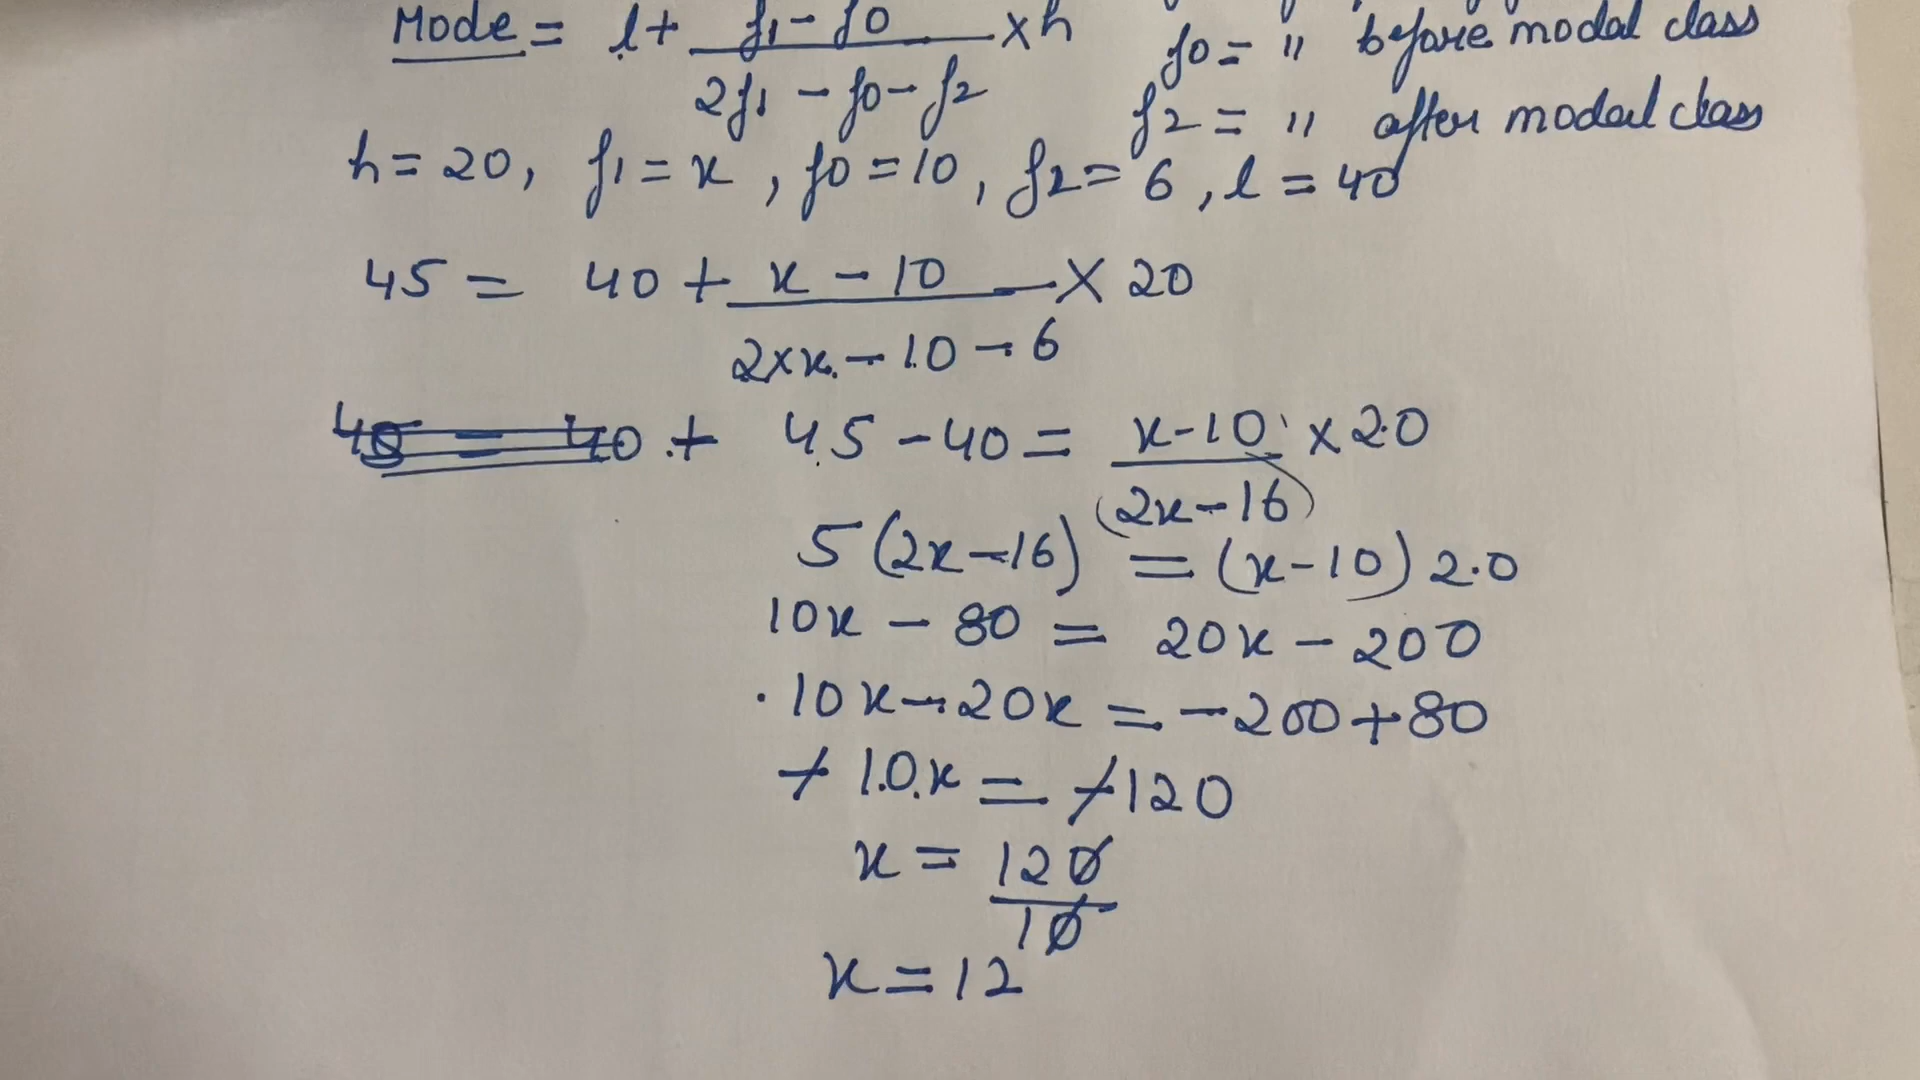 Mode = l + f1 - f0 / 2f1 - f0 - f2 × h
f0 = " before modal class
f2 = " after modal class
h = 20, f1 = x, f0 = 10, f2 = 6, l = 40
45 = 40 + x - 10 / 2×x - 10 - 6 × 20
45 = 40 + 45 - 40 = x - 10 / (2x - 16) × 20
5 (2x - 16) = (x - 10) 20
10x - 80 = 20x - 200
10x - 20x = - 200 + 80
- 10x = - 120
x = 120 / 10
x = 12